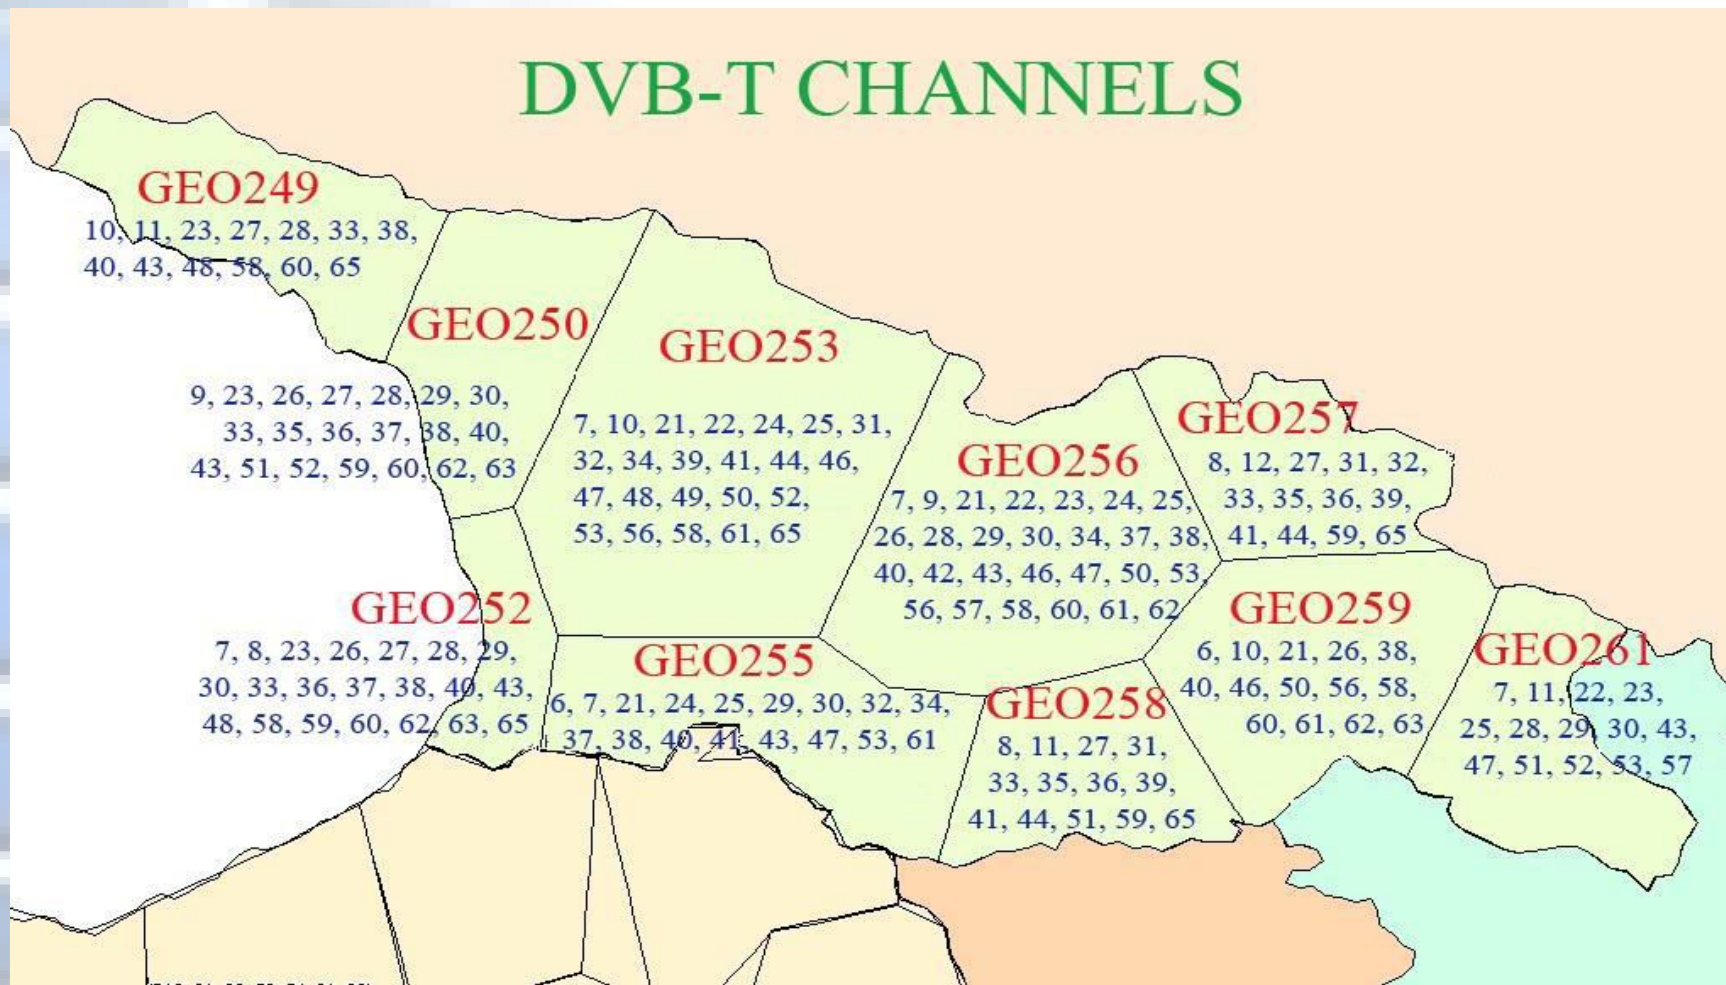 DVB-T CHANNELS
GEO249
10, 11, 23, 27, 28, 33, 38,
40, 43, 48, 58, 60, 65
GEO250
9, 23, 26, 27, 28, 29, 30,
33, 35, 36, 37, 38, 40,
43, 51, 52, 59, 60, 62, 63
GEO253
7, 10, 21, 22, 24, 25, 31,
32, 34, 39, 41, 44, 46,
47, 48, 49, 50, 52,
53, 56, 58, 61, 65
GEO256
7, 9, 21, 22, 23, 24, 25,
26, 28, 29, 30, 34, 37, 38,
40, 42, 43, 46, 47, 50, 53,
56, 57, 58, 60, 61, 62
GEO257
8, 12, 27, 31, 32,
33, 35, 36, 39,
41, 44, 59, 65
GEO252
7, 8, 23, 26, 27, 28, 29,
30, 33, 36, 37, 38, 40, 43,
48, 58, 59, 60, 62, 63, 65
GEO255
6, 7, 21, 24, 25, 29, 30, 32, 34,
37, 38, 40, 41, 43, 47, 53, 61
GEO258
8, 11, 27, 31,
33, 35, 36, 39,
41, 44, 51, 59, 65
GEO259
6, 10, 21, 26, 38,
40, 46, 50, 56, 58,
60, 61, 62, 63
GEO261
7, 11, 22, 23,
25, 28, 29, 30, 43,
47, 51, 52, 53, 57